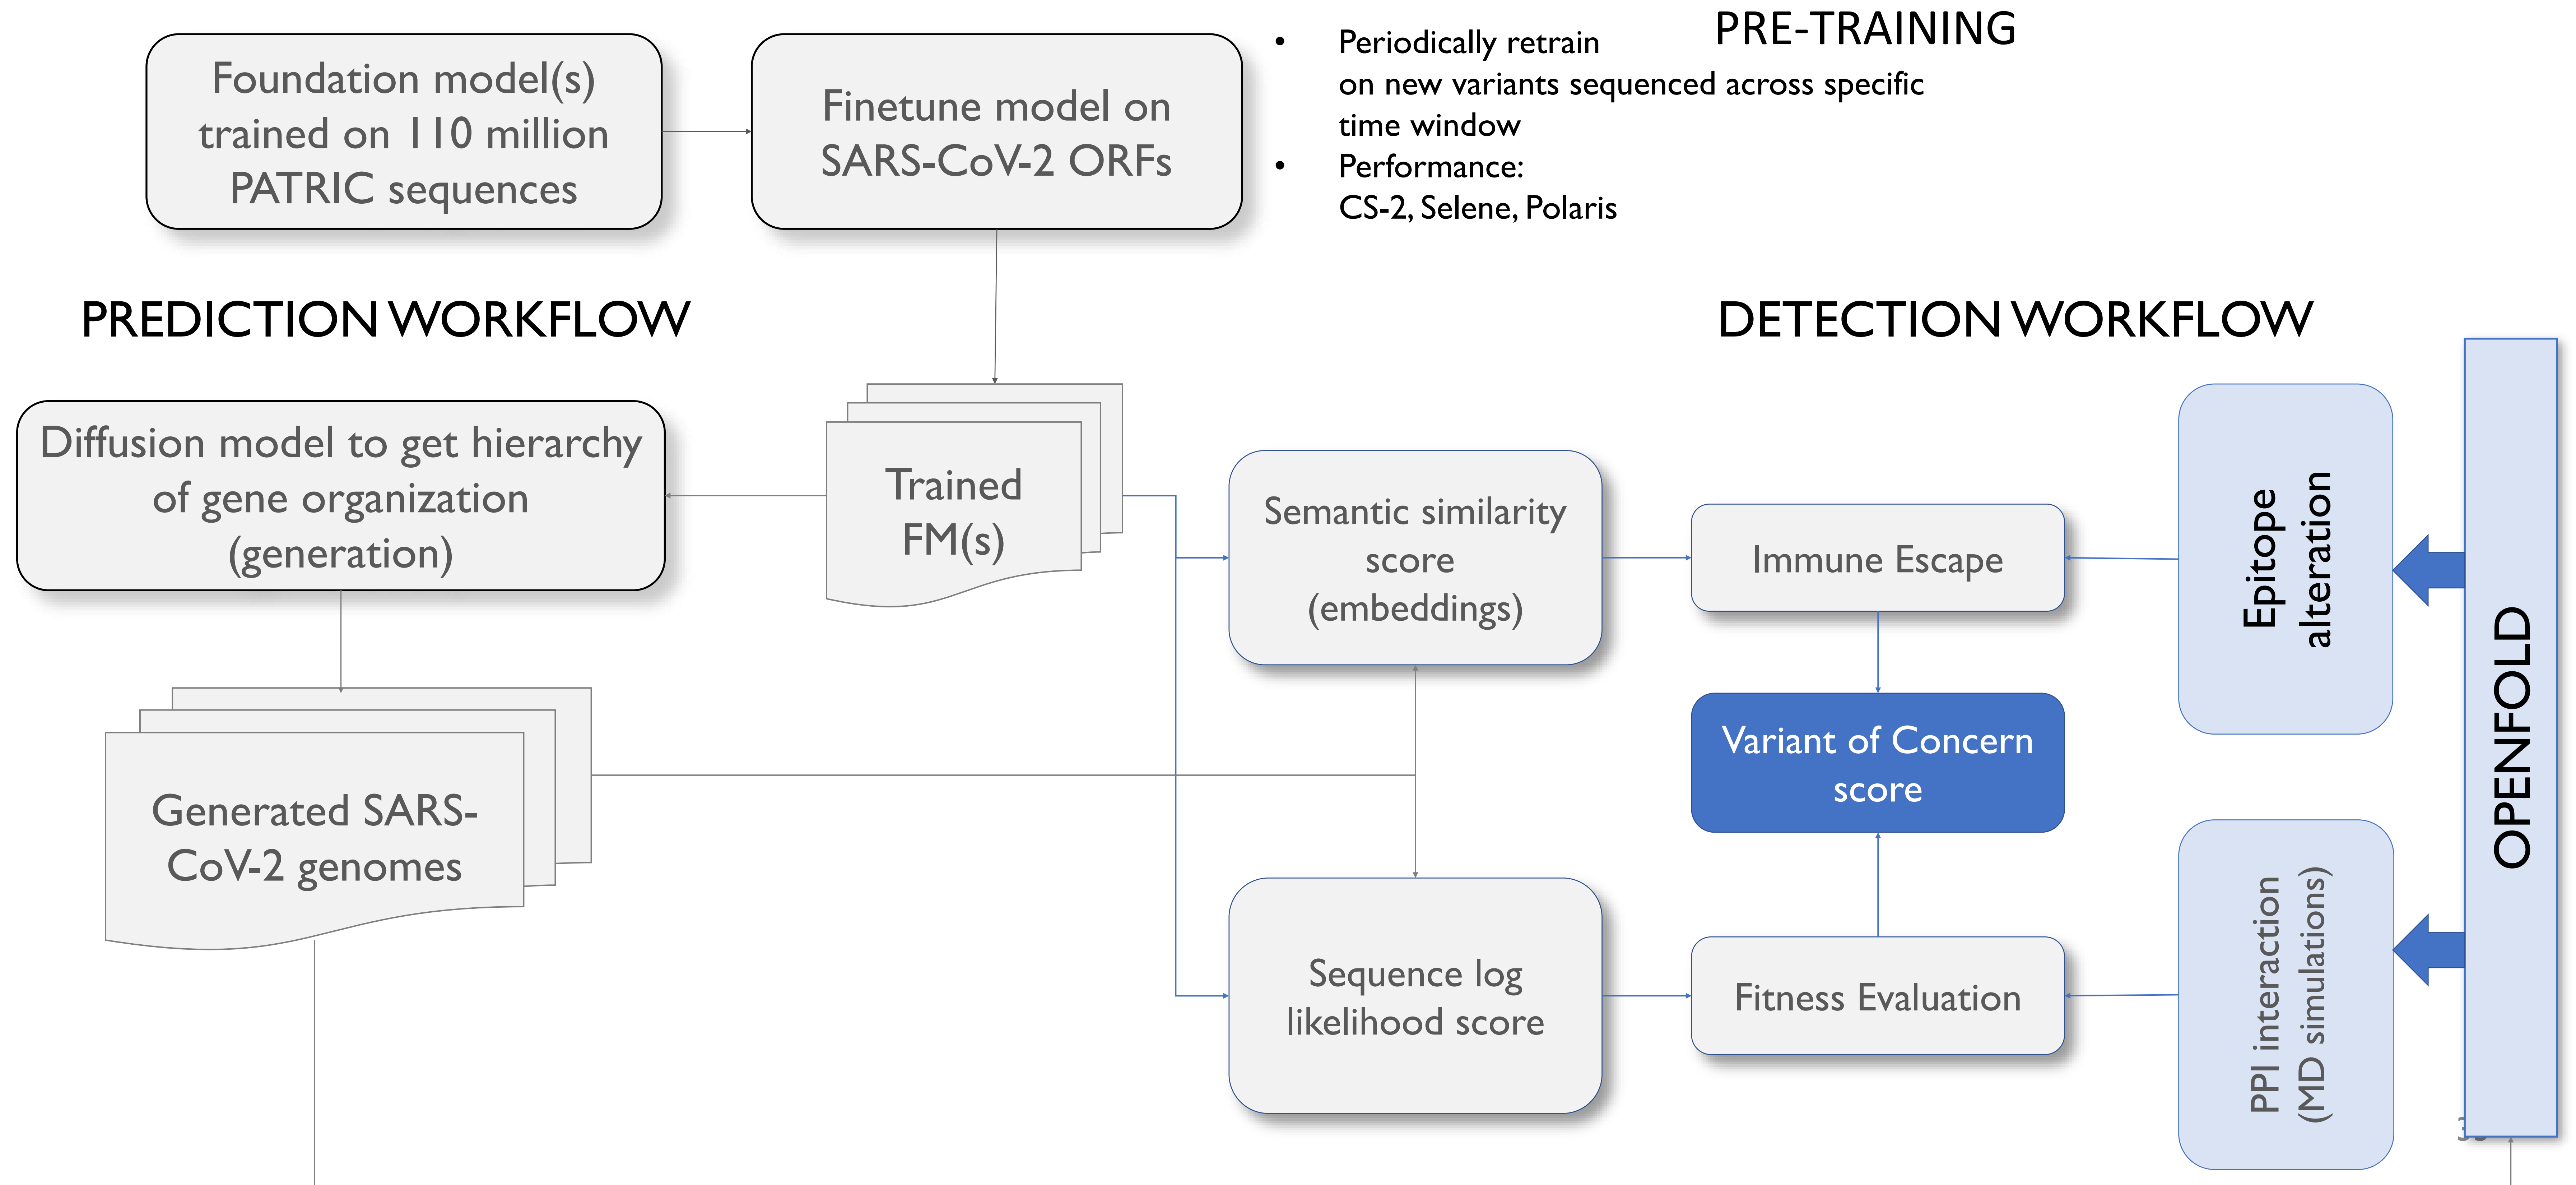 Foundation model(s)
trained on 110 million
PATRIC sequences
Finetune model on
SARS-CoV-2 ORFs
PRE-TRAINING
• Periodically retrain
on new variants sequenced across specific
time window
• Performance:
CS-2, Selene, Polaris
PREDICTION WORKFLOW
DETECTION WORKFLOW
Diffusion model to get hierarchy
of gene organization
(generation)
Trained
FM(s)
Semantic similarity
score
(embeddings)
Immune Escape
Epitope
alteration
OPENFOLD
Variant of Concern
score
Generated SARS-
CoV-2 genomes
Sequence log
likelihood score
Fitness Evaluation
PPI interaction
(MD simulations)